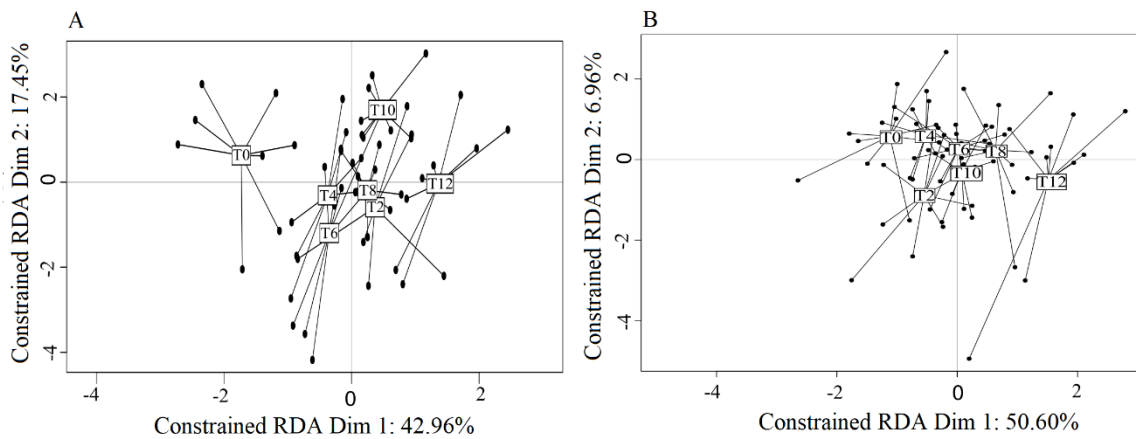 A
Constrained RDA Dim 2: 17.45%
2
0
-2
-4
T10
T0
T12
T8
T4
T2
T6
-4
-2
0
2
Constrained RDA Dim 1: 42.96%
B
Constrained RDA Dim 2: 6.96%
2
0
-2
-4
T0
T4
T6
T8
T10
T12
T2
-4
-2
0
2
Constrained RDA Dim 1: 50.60%